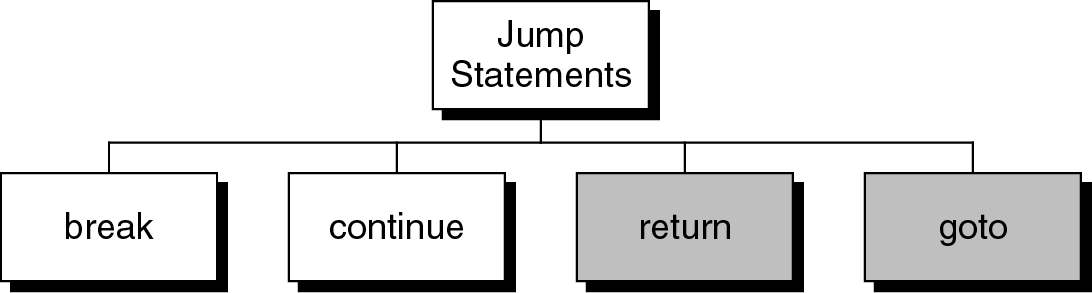 Jump
Statements
break
continue
return
goto